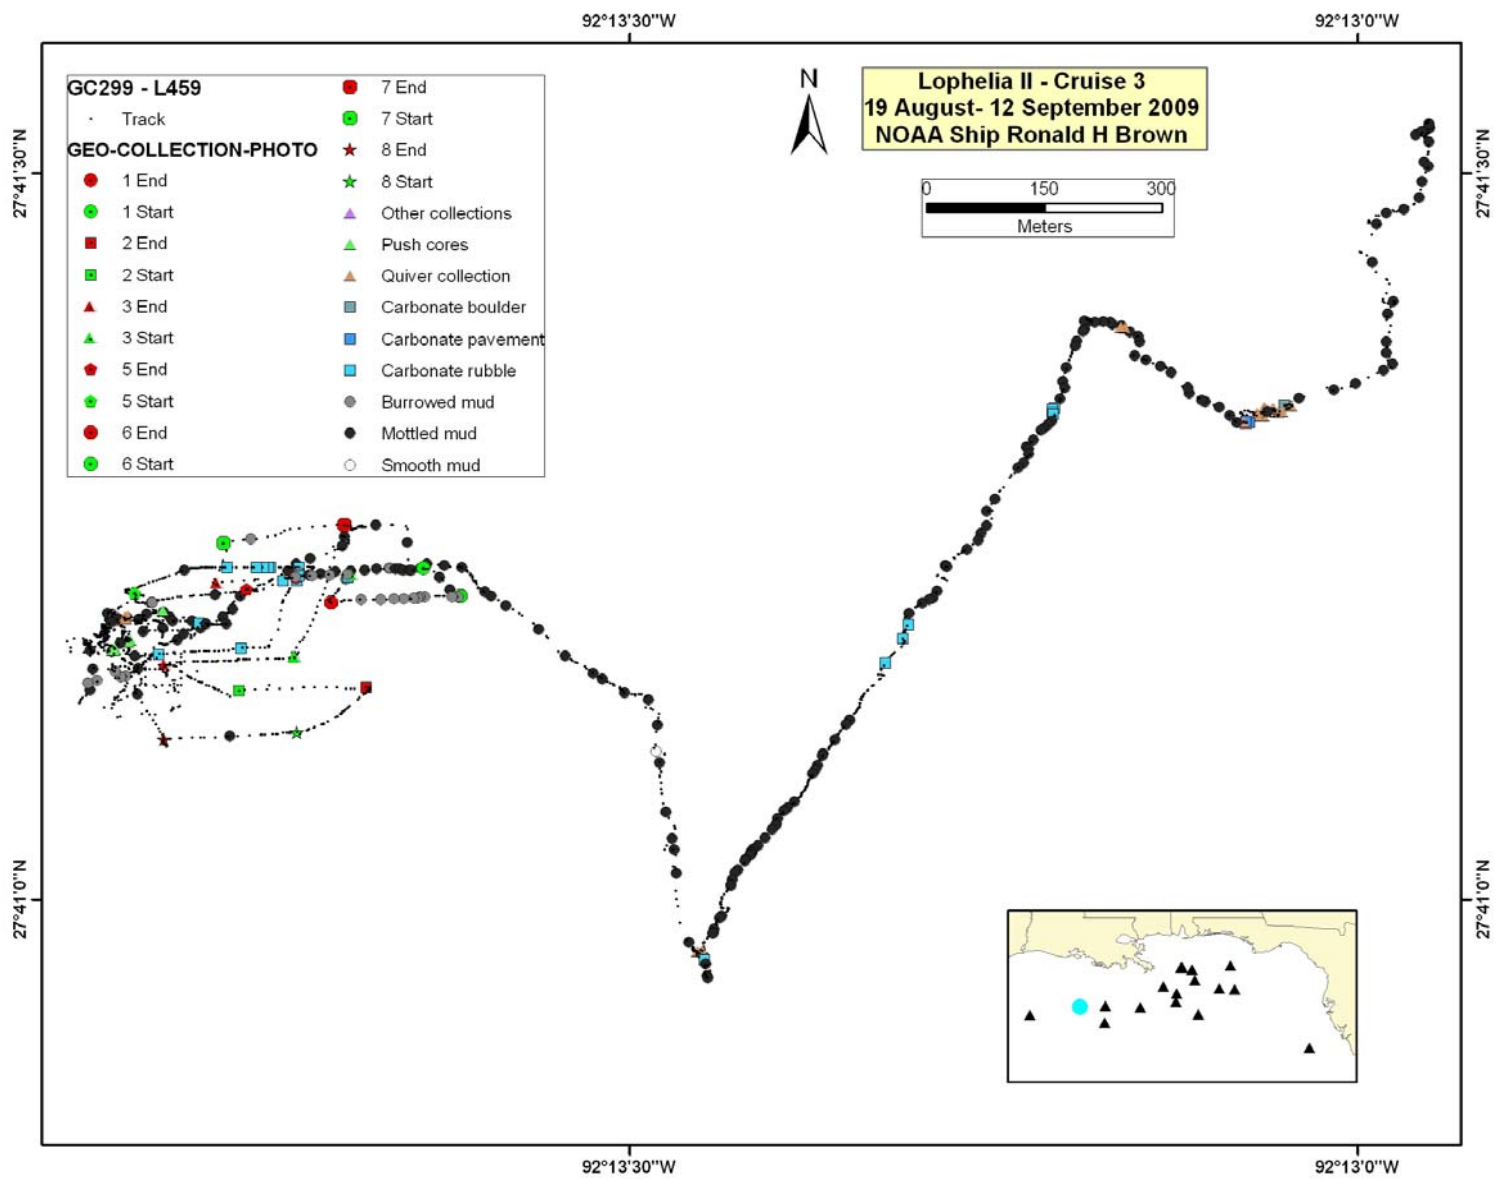 92°13'30"W
92°13'0"W
GC299 - L459
Track
GEO-COLLECTION-PHOTO
1 End
1 Start
2 End
2 Start
3 End
3 Start
5 End
5 Start
6 End
6 Start
7 End
7 Start
8 End
8 Start
Other collections
Push cores
Quiver collection
Carbonate boulder
Carbonate pavement
Carbonate rubble
Burrowed mud
Mottled mud
Smooth mud
N
Lophelia II - Cruise 3
19 August- 12 September 2009
NOAA Ship Ronald H Brown
0 150 300
Meters
27°41'30"N
27°41'30"N
27°41'0"N
27°41'0"N
92°13'30"W
92°13'0"W